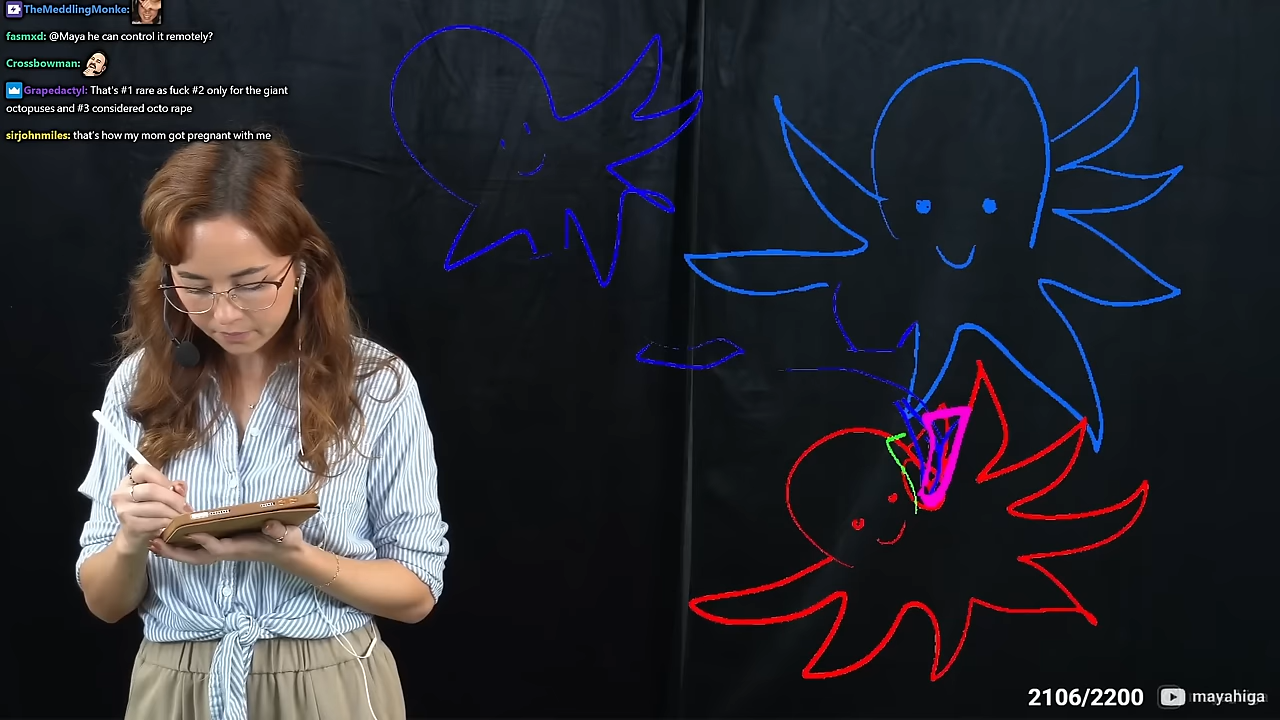 TheMeddlingMonke:
fasmxd: @Maya he can control it remotely?
Crossbowman:
Grapedactyl: That's #1 rare as fuck #2 only for the giant
octopuses and #3 considered octo rape
sirjohnmiles: that's how my mom got pregnant with me
2106/2200 mayahiga